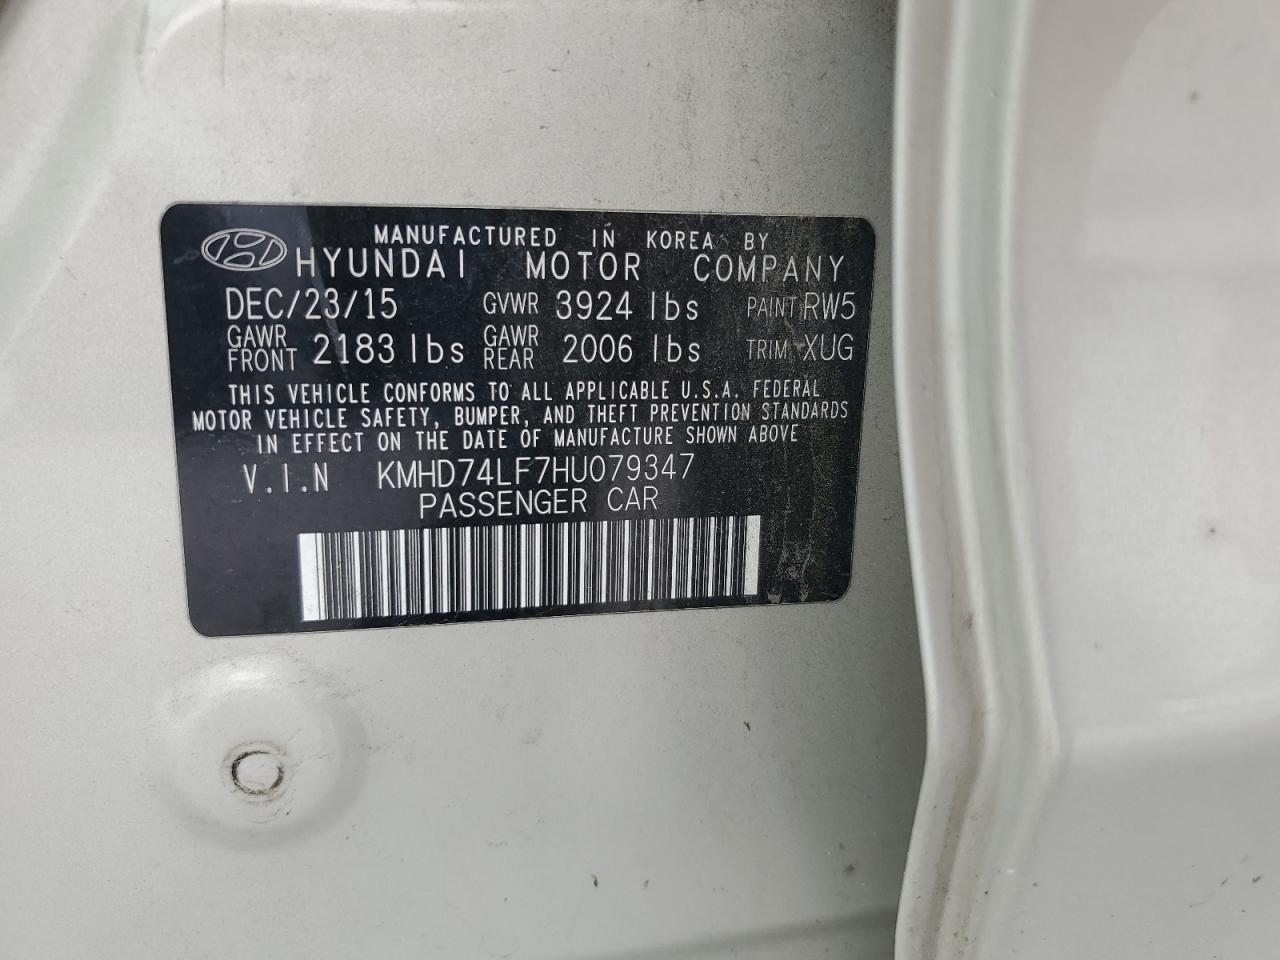 MANUFACTURED IN KOREA BY
HYUNDAI MOTOR COMPANY
DEC/23/15 GVWR 3924 lbs PAINT RW5
GAWR FRONT 2183 lbs GAWR REAR 2006 lbs TRIM XUG
THIS VEHICLE CONFORMS TO ALL APPLICABLE U.S.A. FEDERAL
MOTOR VEHICLE SAFETY, BUMPER, AND THEFT PREVENTION STANDARDS
IN EFFECT ON THE DATE OF MANUFACTURE SHOWN ABOVE
V.I.N KMHD74LF7HU079347
PASSENGER CAR